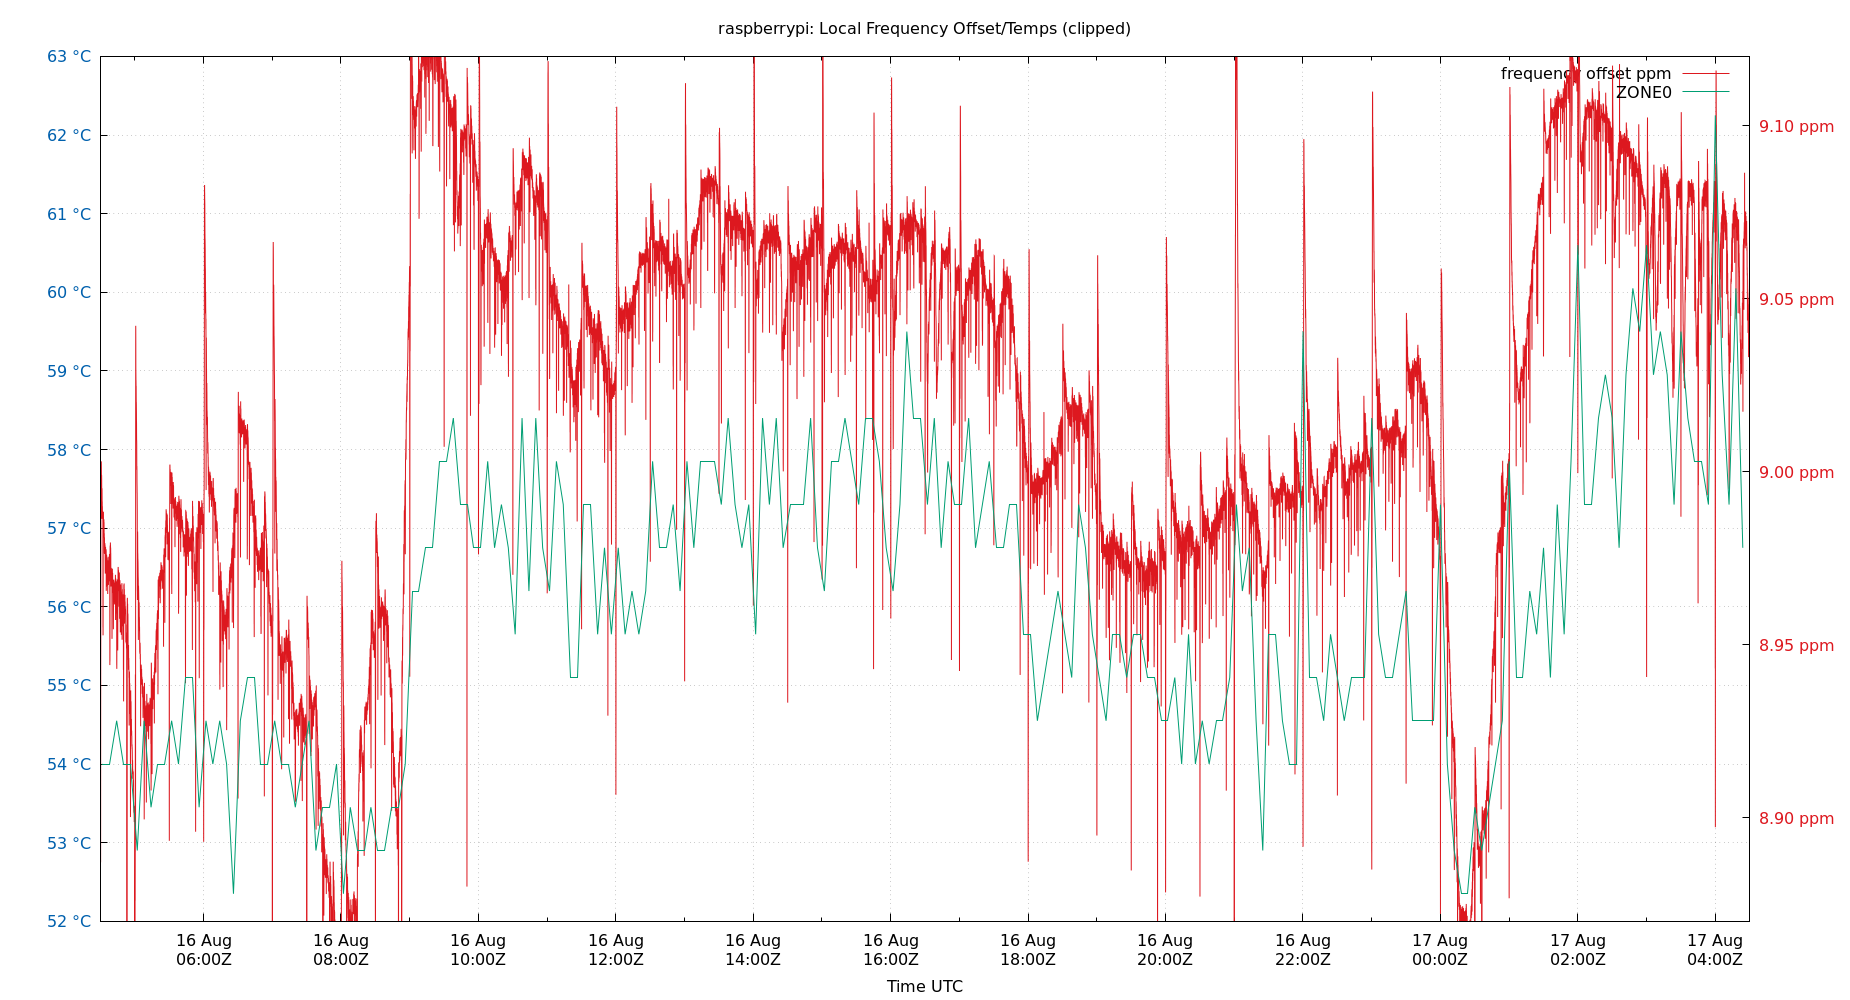 raspberrypi: Local Frequency Offset/Temps (clipped)
63 °C
62 °C
61 °C
60 °C
59 °C
58 °C
57 °C
56 °C
55 °C
54 °C
53 °C
52 °C
frequency offset ppm
ZONE0
9.10 ppm
9.05 ppm
9.00 ppm
8.95 ppm
8.90 ppm
16 Aug 16 Aug 16 Aug 16 Aug 16 Aug 16 Aug 16 Aug 16 Aug 16 Aug 17 Aug 17 Aug 17 Aug
06:00Z 08:00Z 10:00Z 12:00Z 14:00Z 16:00Z 18:00Z 20:00Z 22:00Z 00:00Z 02:00Z 04:00Z
Time UTC